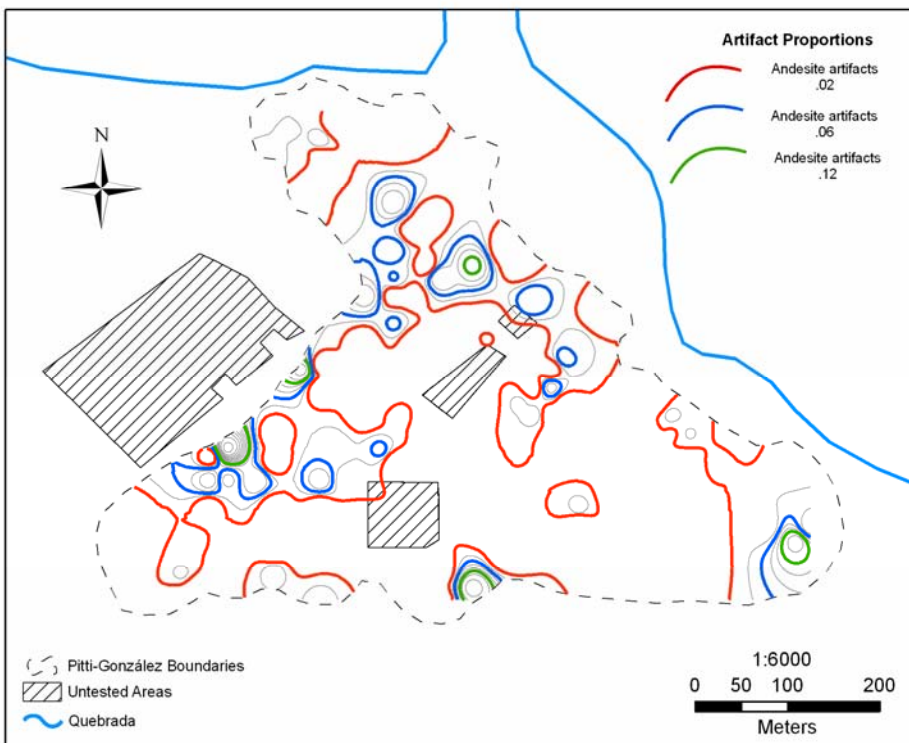 Artifact Proportions
Andesite artifacts
.02
Andesite artifacts
.06
Andesite artifacts
.12
N
Pitti-González Boundaries
Untested Areas
Quebrada
1:6000
0 50 100 200
Meters